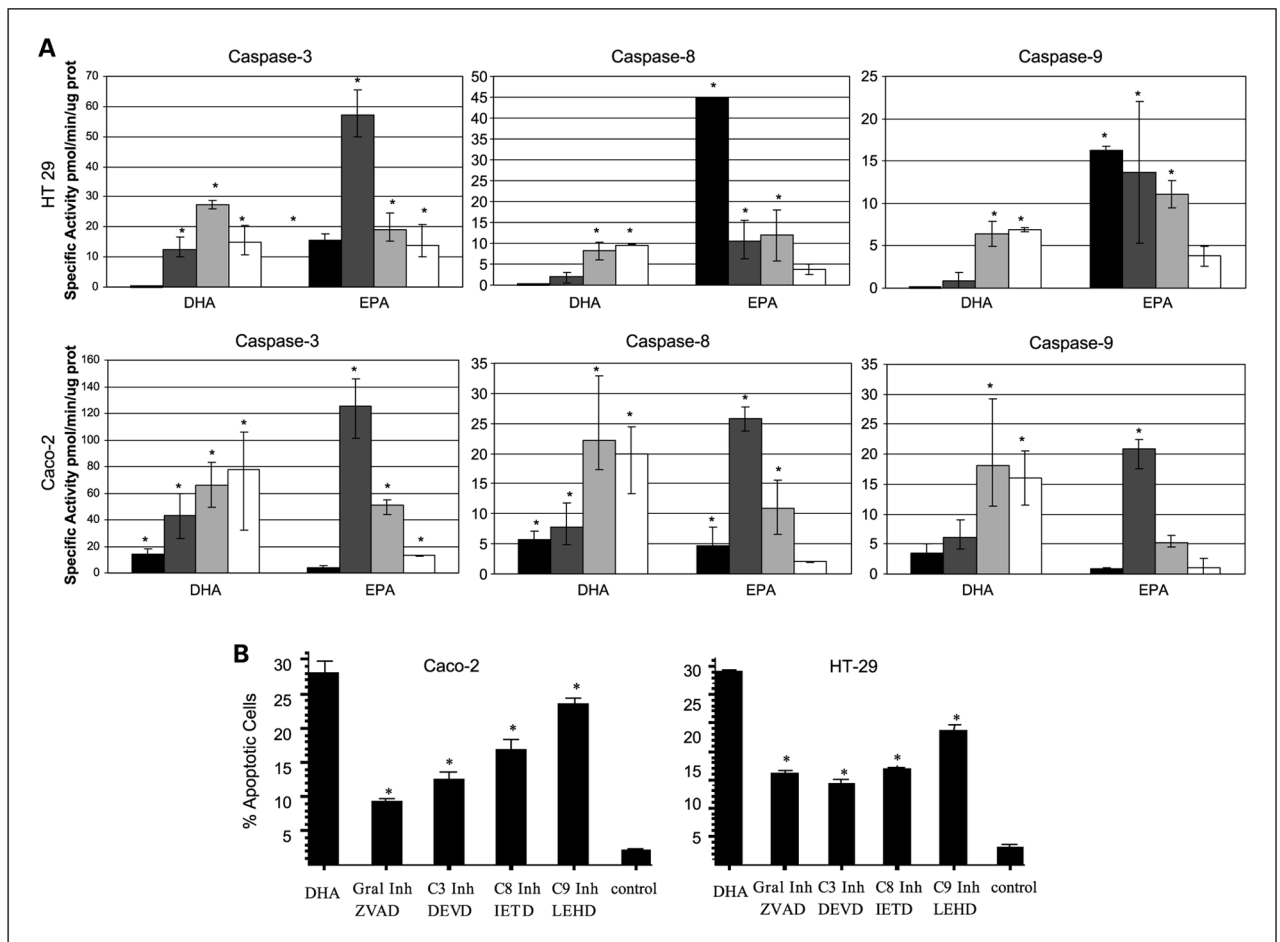 A
Caspase-3 Caspase-8 Caspase-9
HT 29
Specific Activity pmol/min/ug prot
70
60
50
40
30
20
10
0
* * * * * * *
DHA EPA
50
45
40
35
30
25
20
15
10
5
0
* * * * *
DHA EPA
25
20
15
10
5
0
* * * * *
DHA EPA
Caspase-3 Caspase-8 Caspase-9
Caco-2
Specific Activity pmol/min/ug prot
160
140
120
100
80
60
40
20
0
* * * * * * *
DHA EPA
35
30
25
20
15
10
5
0
* * * * * * *
DHA EPA
35
30
25
20
15
10
5
0
* * *
DHA EPA
B
Caco-2
% Apoptotic Cells
30
25
20
15
10
5
* * * *
DHA Gral Inh C3 Inh C8 Inh C9 Inh control
ZVAD DEVD IETD LEHD
HT-29
30
25
20
15
10
5
* * * *
DHA Gral Inh C3 Inh C8 Inh C9 Inh control
ZVAD DEVD IETD LEHD